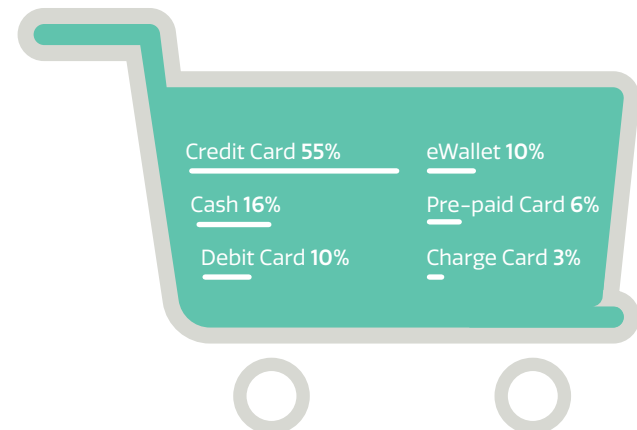 Credit Card 55%
Cash 16%
Debit Card 10%
eWallet 10%
Pre-paid Card 6%
Charge Card 3%